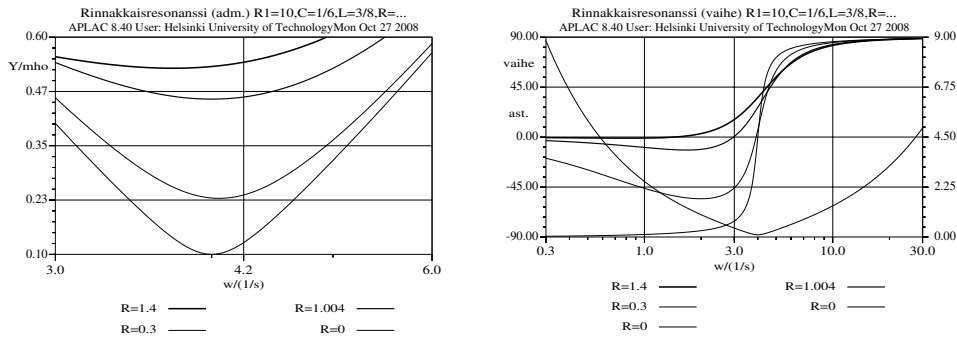 Rinnakkaisresonanssi (adm.) R1=10,C=1/6,L=3/8,R=...
APLAC 8.40 User: Helsinki University of TechnologyMon Oct 27 2008
0.60
Y/mho
0.47
0.35
0.23
0.10
3.0 4.2 6.0
w/(1/s)
R=1.4 R=1.004
R=0.3 R=0
Rinnakkaisresonanssi (vaihe) R1=10,C=1/6,L=3/8,R=...
APLAC 8.40 User: Helsinki University of TechnologyMon Oct 27 2008
90.00 9.00
vaihe
45.00 6.75
ast.
0.00 4.50
-45.00 2.25
-90.00 0.00
0.3 1.0 3.0 10.0 30.0
w/(1/s)
R=1.4 R=1.004
R=0.3 R=0
R=0